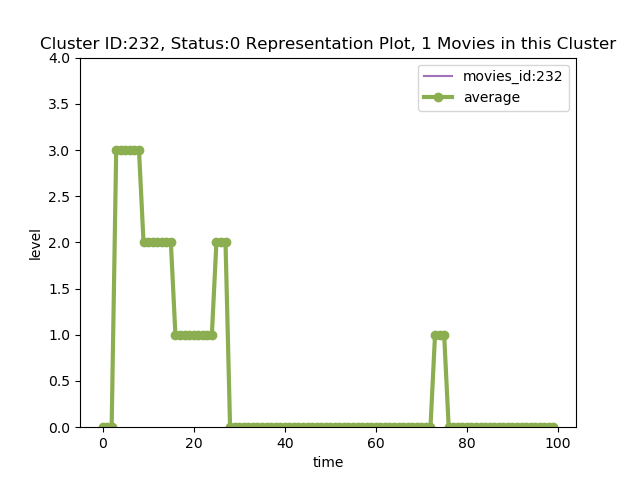 Cluster ID:232, Status:0 Representation Plot, 1 Movies in this Cluster
movies_id:232
average
4.0
3.5
3.0
2.5
2.0
1.5
1.0
0.5
0.0
level
0 20 40 60 80 100
time